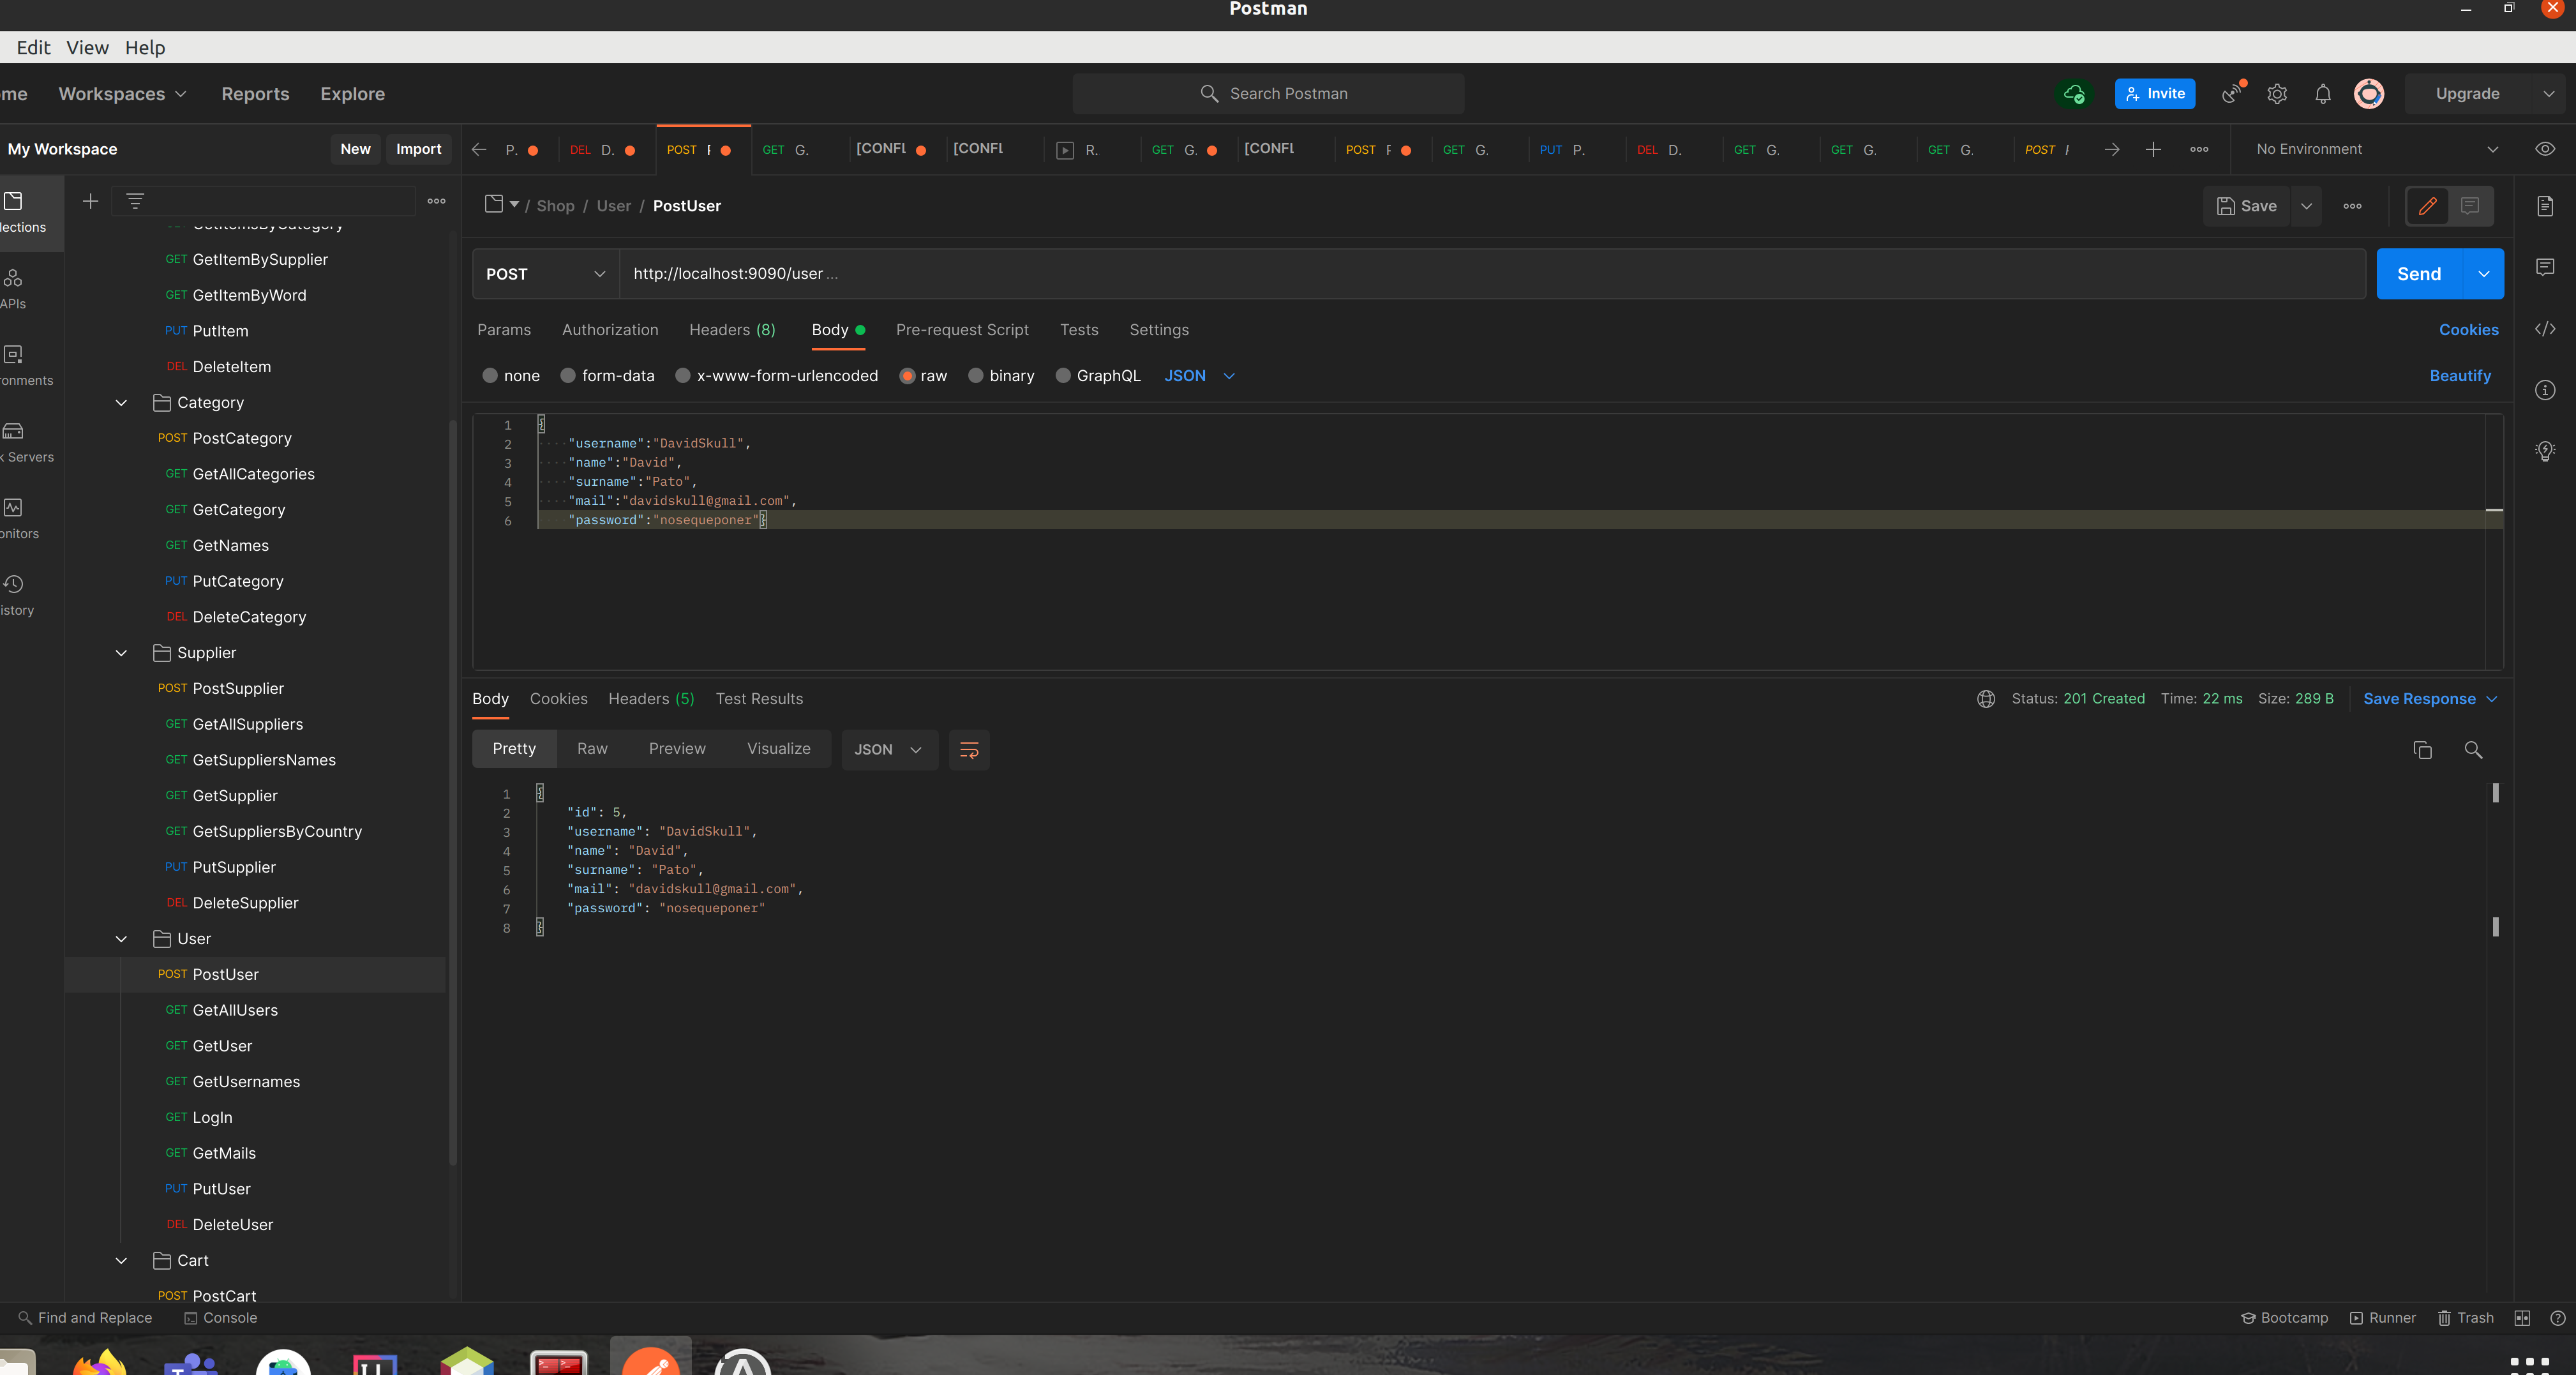 Postman
Edit View Help
me Workspaces Reports Explore Search Postman Invite Upgrade
My Workspace New Import P. DEL D. POST GET G. [CONFL [CONFL R. GET G. [CONFL POST GET G. PUT P. DEL D. GET G. GET G. GET G. POST No Environment
/ Shop / User / PostUser Save
lections
APIs
ronments
k Servers
onitors
istory
GetItemsByCategory
GET GetItemBySupplier
GET GetItemByWord
PUT PutItem
DEL DeleteItem
Category
POST PostCategory
GET GetAllCategories
GET GetCategory
GET GetNames
PUT PutCategory
DEL DeleteCategory
Supplier
POST PostSupplier
GET GetAllSuppliers
GET GetSuppliersNames
GET GetSupplier
GET GetSuppliersByCountry
PUT PutSupplier
DEL DeleteSupplier
User
POST PostUser
GET GetAllUsers
GET GetUser
GET GetUsernames
GET LogIn
GET GetMails
PUT PutUser
DEL DeleteUser
Cart
POST PostCart
POST http://localhost:9090/user ... Send
Params Authorization Headers (8) Body Pre-request Script Tests Settings Cookies
none form-data x-www-form-urlencoded raw binary GraphQL JSON Beautify
1 {
2 "username":"DavidSkull",
3 "name":"David",
4 "surname":"Pato",
5 "mail":"davidskull@gmail.com",
6 "password":"nosequeponer"}
Body Cookies Headers (5) Test Results Status: 201 Created Time: 22 ms Size: 289 B Save Response
Pretty Raw Preview Visualize JSON
1 {
2 "id": 5,
3 "username": "DavidSkull",
4 "name": "David",
5 "surname": "Pato",
6 "mail": "davidskull@gmail.com",
7 "password": "nosequeponer"
8 }
Find and Replace Console Bootcamp Runner Trash